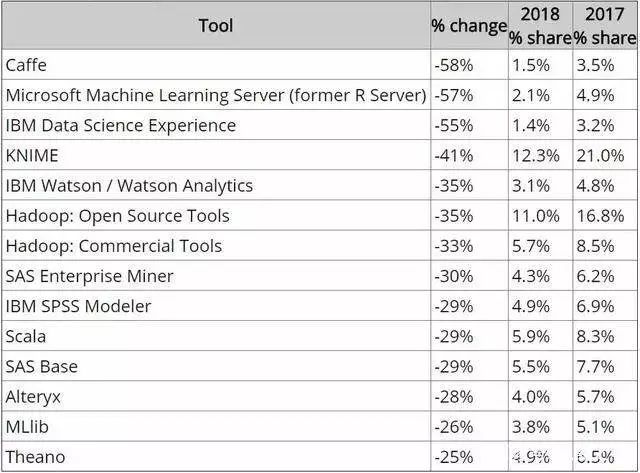 Tool % change 2018 % share 2017 % share
Caffe -58% 1.5% 3.5%
Microsoft Machine Learning Server (former R Server) -57% 2.1% 4.9%
IBM Data Science Experience -55% 1.4% 3.2%
KNIME -41% 12.3% 21.0%
IBM Watson / Watson Analytics -35% 3.1% 4.8%
Hadoop: Open Source Tools -35% 11.0% 16.8%
Hadoop: Commercial Tools -33% 5.7% 8.5%
SAS Enterprise Miner -30% 4.3% 6.2%
IBM SPSS Modeler -29% 4.9% 6.9%
Scala -29% 5.9% 8.3%
SAS Base -29% 5.5% 7.7%
Alteryx -28% 4.0% 5.7%
MLlib -26% 3.8% 5.1%
Theano -25% 4.9% 6.5%